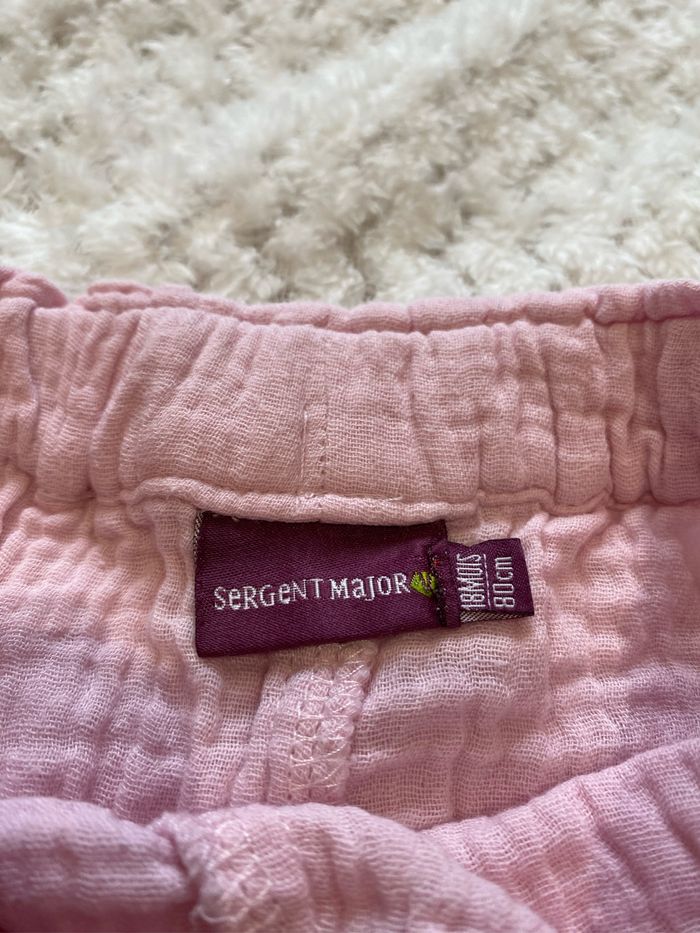 SeRGeNT MaJOR
18MOIS
80cm